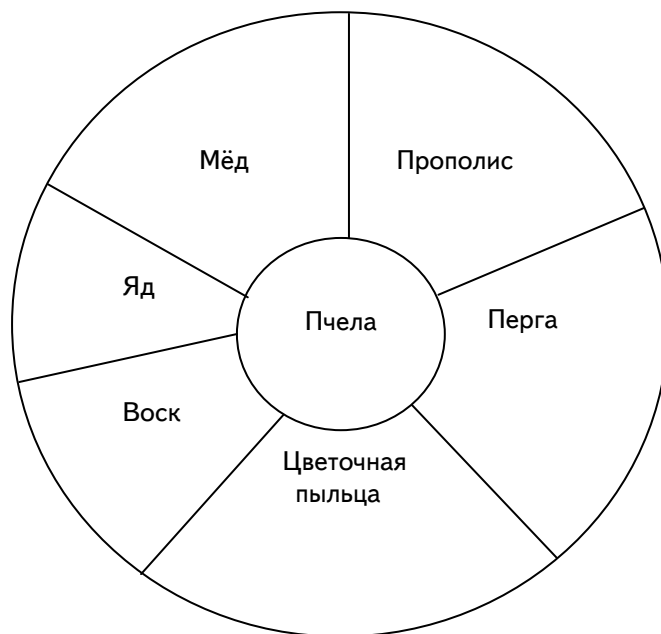 Мёд
Прополис
Яд
Пчела
Перга
Воск
Цветочная
пыльца